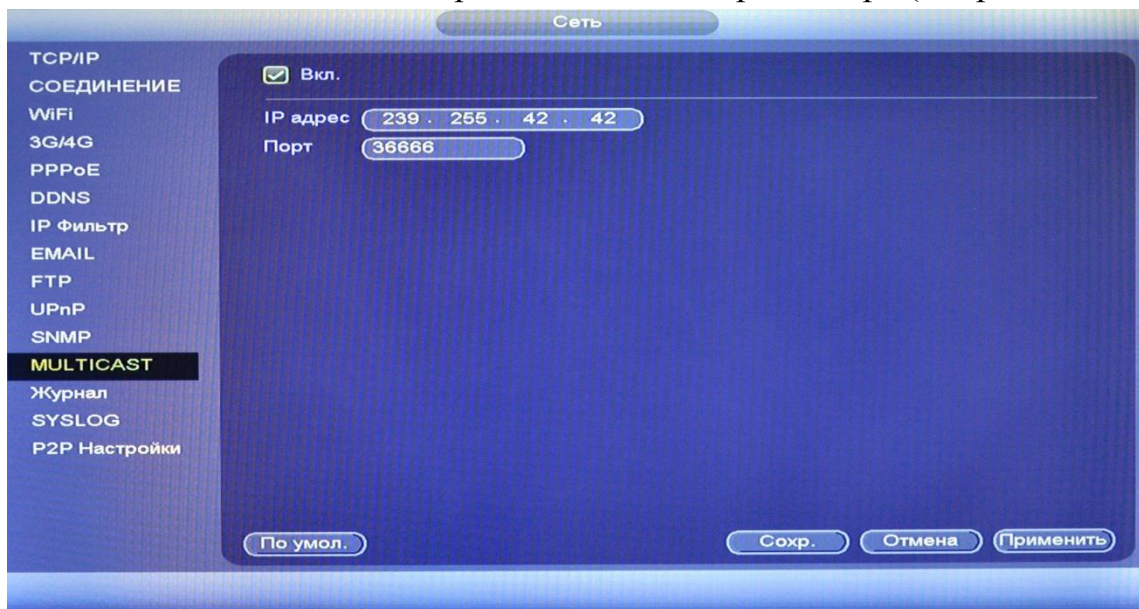 Сеть
TCP/IP
СОЕДИНЕНИЕ
WiFi
3G/4G
PPPoE
DDNS
IP Фильтр
EMAIL
FTP
UPnP
SNMP
MULTICAST
Журнал
SYSLOG
P2P Настройки
Вкл.
IP адрес 239 . 255 . 42 . 42
Порт 36666
По умол. Сохр. Отмена Применить